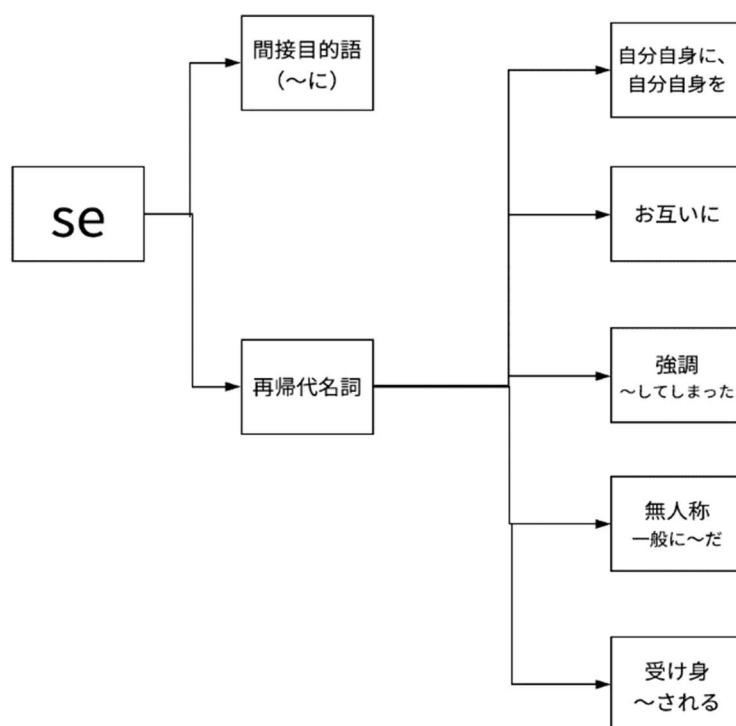 se
間接目的語
（～に）
再帰代名詞
自分自身に、
自分自身を
お互いに
強調
～してしまった
無人称
一般に～だ
受け身
～される